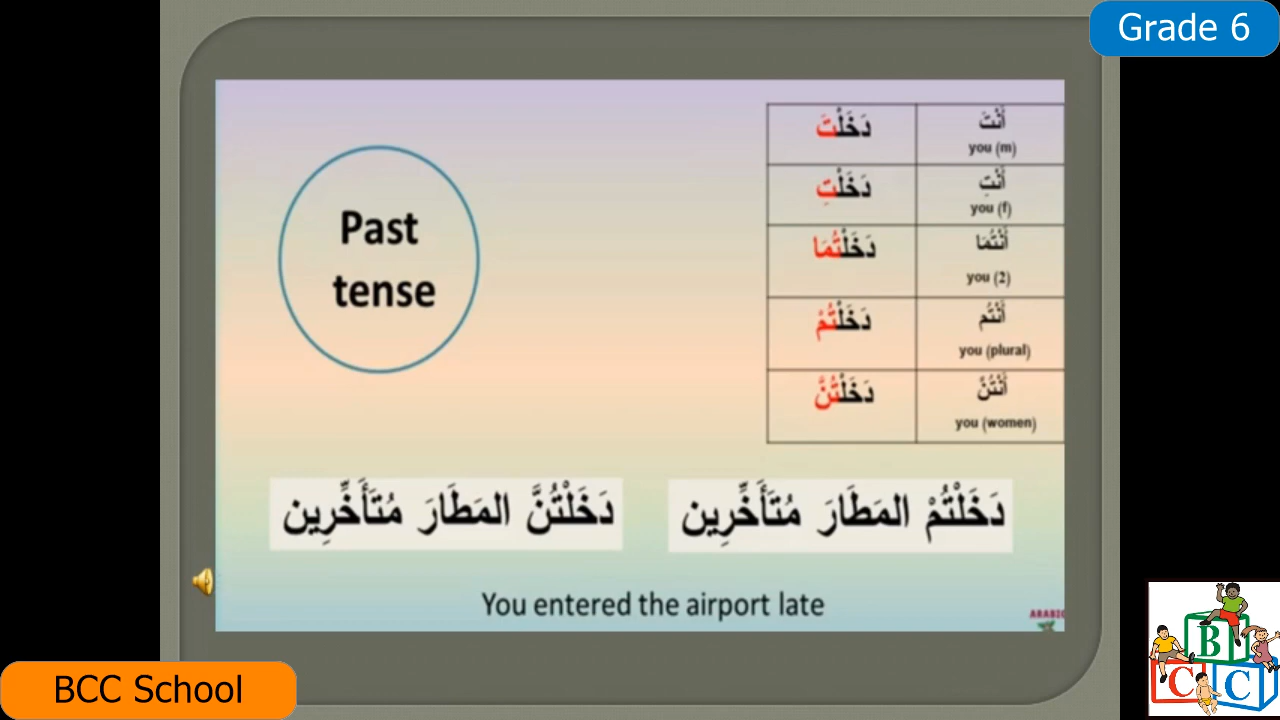 Grade 6
Past
tense
دَخَلْتَ
أَنْتَ
you (m)
دَخَلْتِ
أَنْتِ
you (f)
دَخَلْتُمَا
أَنْتُمَا
you (2)
دَخَلْتُمْ
أَنْتُم
you (plural)
دَخَلْتُنَّ
أَنْتُنَّ
you (women)
دَخَلْتُمْ المَطَارَ مُتَأَخِّرِين
دَخَلْتُنَّ المَطَارَ مُتَأَخِّرِين
You entered the airport late
ARABIC
BCC School
B
C C